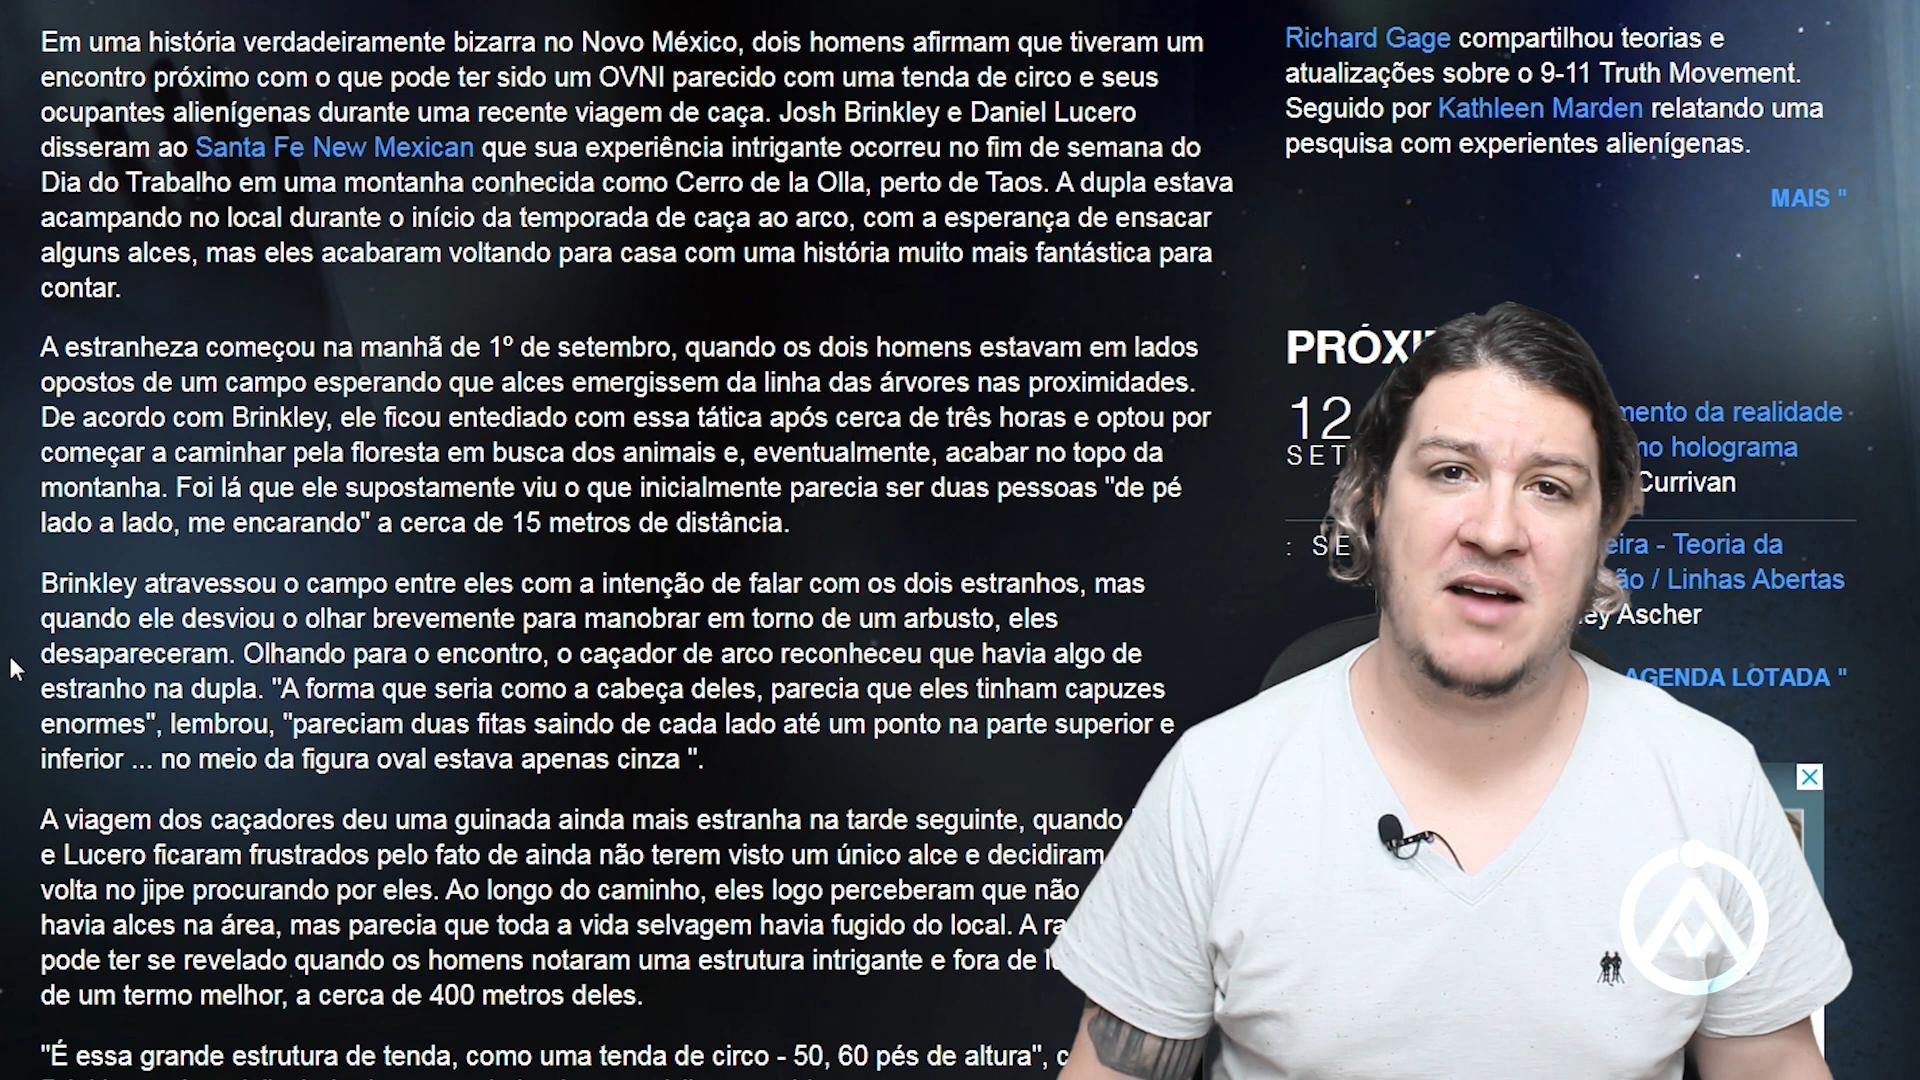 Em uma história verdadeiramente bizarra no Novo México, dois homens afirmam que tiveram um
encontro próximo com o que pode ter sido um OVNI parecido com uma tenda de circo e seus
ocupantes alienígenas durante uma recente viagem de caça. Josh Brinkley e Daniel Lucero
disseram ao Santa Fe New Mexican que sua experiência intrigante ocorreu no fim de semana do
Dia do Trabalho em uma montanha conhecida como Cerro de la Olla, perto de Taos. A dupla estava
acampando no local durante o início da temporada de caça ao arco, com a esperança de ensacar
alguns alces, mas eles acabaram voltando para casa com uma história muito mais fantástica para
contar.
A estranheza começou na manhã de 1º de setembro, quando os dois homens estavam em lados
opostos de um campo esperando que alces emergissem da linha das árvores nas proximidades.
De acordo com Brinkley, ele ficou entediado com essa tática após cerca de três horas e optou por
começar a caminhar pela floresta em busca dos animais e, eventualmente, acabar no topo da
montanha. Foi lá que ele supostamente viu o que inicialmente parecia ser duas pessoas "de pé
lado a lado, me encarando" a cerca de 15 metros de distância.
Brinkley atravessou o campo entre eles com a intenção de falar com os dois estranhos, mas
quando ele desviou o olhar brevemente para manobrar em torno de um arbusto, eles
desapareceram. Olhando para o encontro, o caçador de arco reconheceu que havia algo de
estranho na dupla. "A forma que seria como a cabeça deles, parecia que eles tinham capuzes
enormes", lembrou, "pareciam duas fitas saindo de cada lado até um ponto na parte superior e
inferior ... no meio da figura oval estava apenas cinza ".
A viagem dos caçadores deu uma guinada ainda mais estranha na tarde seguinte, quando
e Lucero ficaram frustrados pelo fato de ainda não terem visto um único alce e decidiram
volta no jipe procurando por eles. Ao longo do caminho, eles logo perceberam que não
havia alces na área, mas parecia que toda a vida selvagem havia fugido do local. A
pode ter se revelado quando os homens notaram uma estrutura intrigante e fora de
de um termo melhor, a cerca de 400 metros deles.
"É essa grande estrutura de tenda, como uma tenda de circo - 50, 60 pés de altura",
Richard Gage compartilhou teorias e
atualizações sobre o 9-11 Truth Movement.
Seguido por Kathleen Marden relatando uma
pesquisa com experientes alienígenas.
MAIS "
12
SET
da realidade
holograma
Currivan
: SE
- Teoria da
/ Linhas Abertas
Ascher
AGENDA LOTADA "